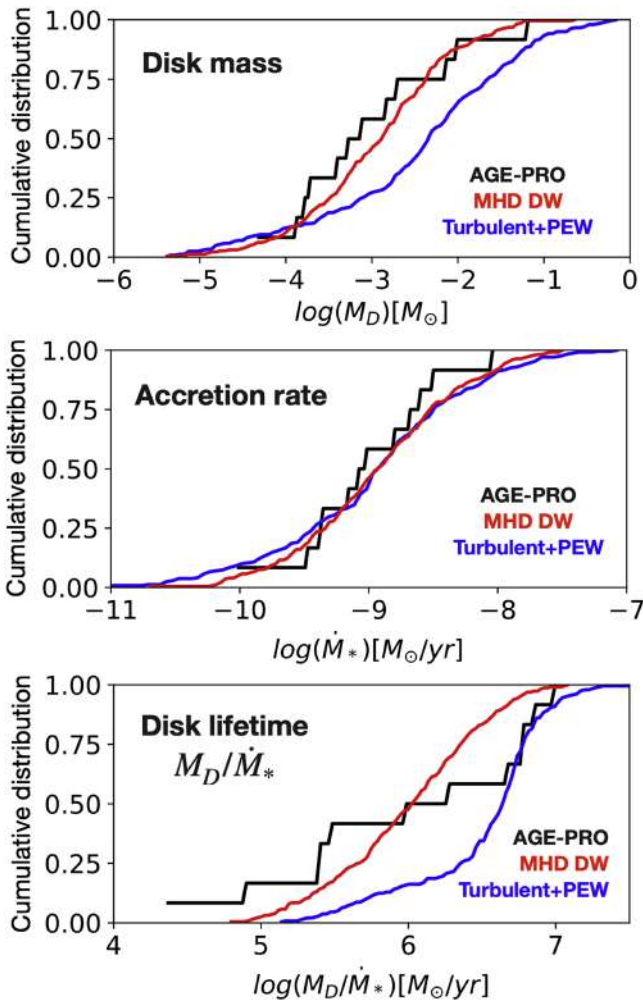 Cumulative distribution
1.00
0.75
0.50
0.25
0.00
Disk mass
AGE-PRO
MHD DW
Turbulent+PEW
−6 −5 −4 −3 −2 −1 0
log(M_D)[M_⊙]
Cumulative distribution
1.00
0.75
0.50
0.25
0.00
Accretion rate
AGE-PRO
MHD DW
Turbulent+PEW
−11 −10 −9 −8 −7
log(Ṁ_*)[M_⊙/yr]
Cumulative distribution
1.00
0.75
0.50
0.25
0.00
Disk lifetime
M_D/Ṁ_*
AGE-PRO
MHD DW
Turbulent+PEW
4 5 6 7
log(M_D/Ṁ_*)[M_⊙/yr]